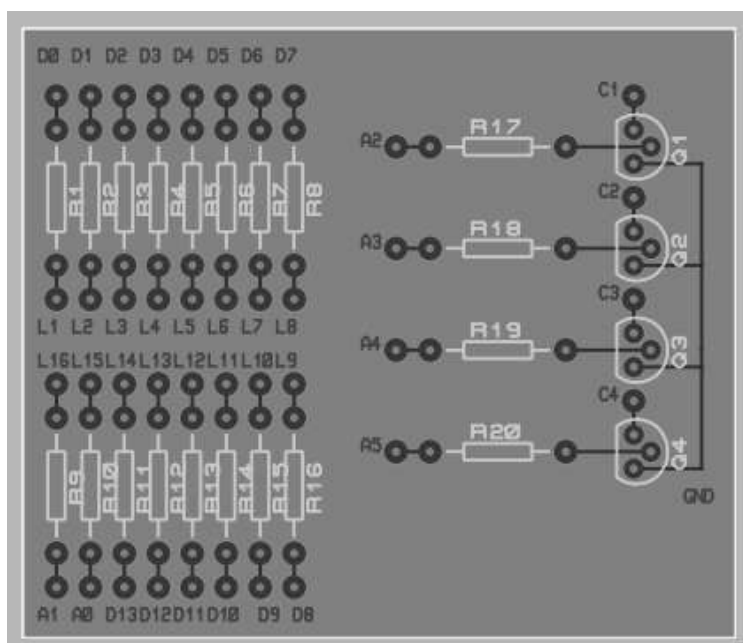 D0 D1 D2 D3 D4 D5 D6 D7
R1 R2 R3 R4 R5 R6 R7 R8
L1 L2 L3 L4 L5 L6 L7 L8
L16 L15 L14 L13 L12 L11 L10 L9
R9 R10 R11 R12 R13 R14 R15 R16
A1 A0 D13 D12 D11 D10 D9 D8
C1
A2 R17 Q1
C2
A3 R18 Q2
C3
A4 R19 Q3
C4
A5 R20 Q4
GND